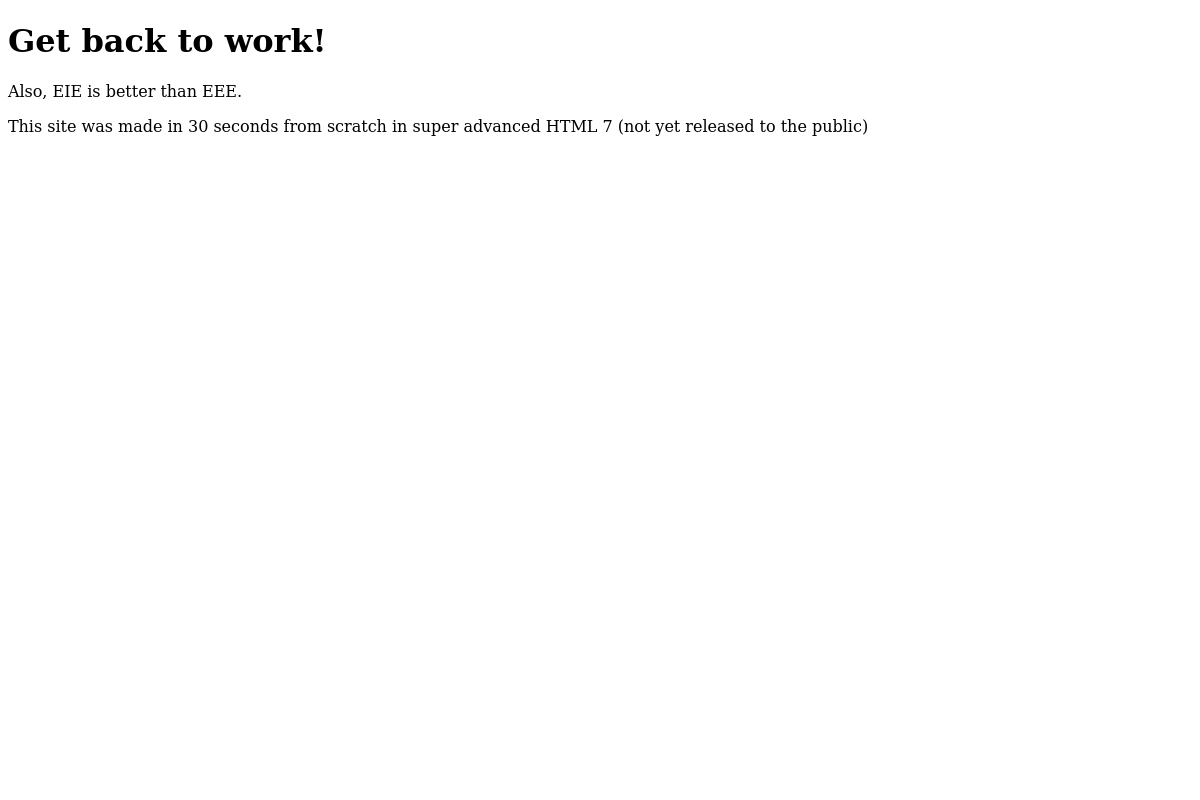 Get back to work!
Also, EIE is better than EEE.
This site was made in 30 seconds from scratch in super advanced HTML 7 (not yet released to the public)